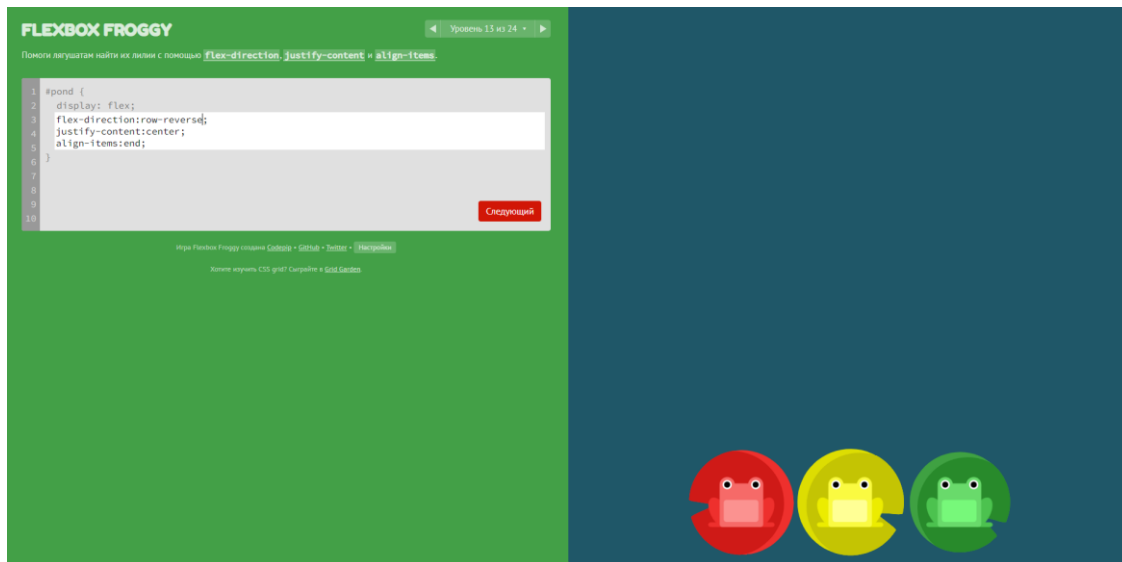 FLEXBOX FROGGY
◀ Уровень 13 из 24 ▾ ▶
Помоги лягушатам найти их лилии с помощью flex-direction, justify-content и align-items.
1 #pond {
2 display: flex;
3 flex-direction:row-reverse;
4 justify-content:center;
5 align-items:end;
6 }
7
8
9
10
Следующий
Игра Flexbox Froggy создана Codepip • GitHub • Twitter • Настройки
Хотите изучить CSS grid? Сыграйте в Grid Garden.